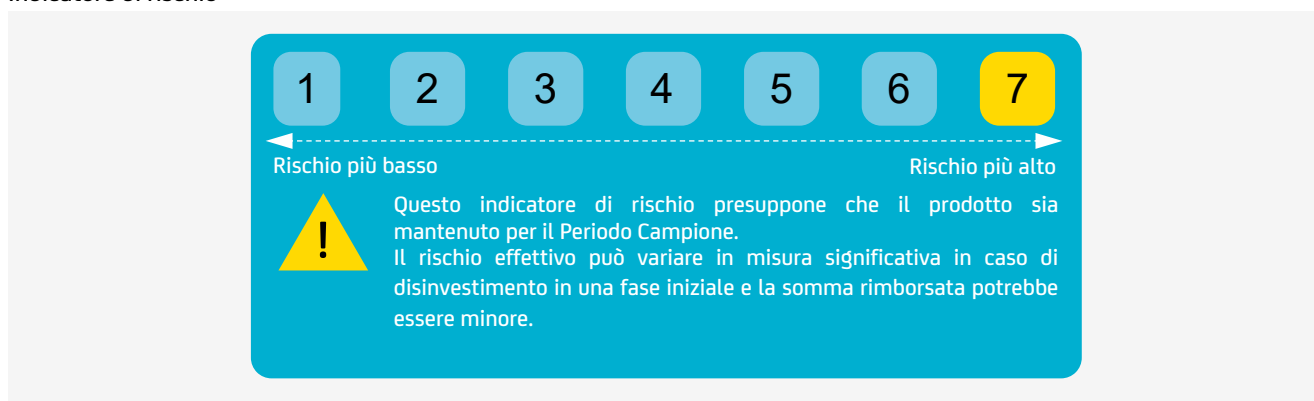 1 2 3 4 5 6 7
Rischio più basso Rischio più alto
!
Questo indicatore di rischio presuppone che il prodotto sia
mantenuto per il Periodo Campione.
Il rischio effettivo può variare in misura significativa in caso di
disinvestimento in una fase iniziale e la somma rimborsata potrebbe
essere minore.